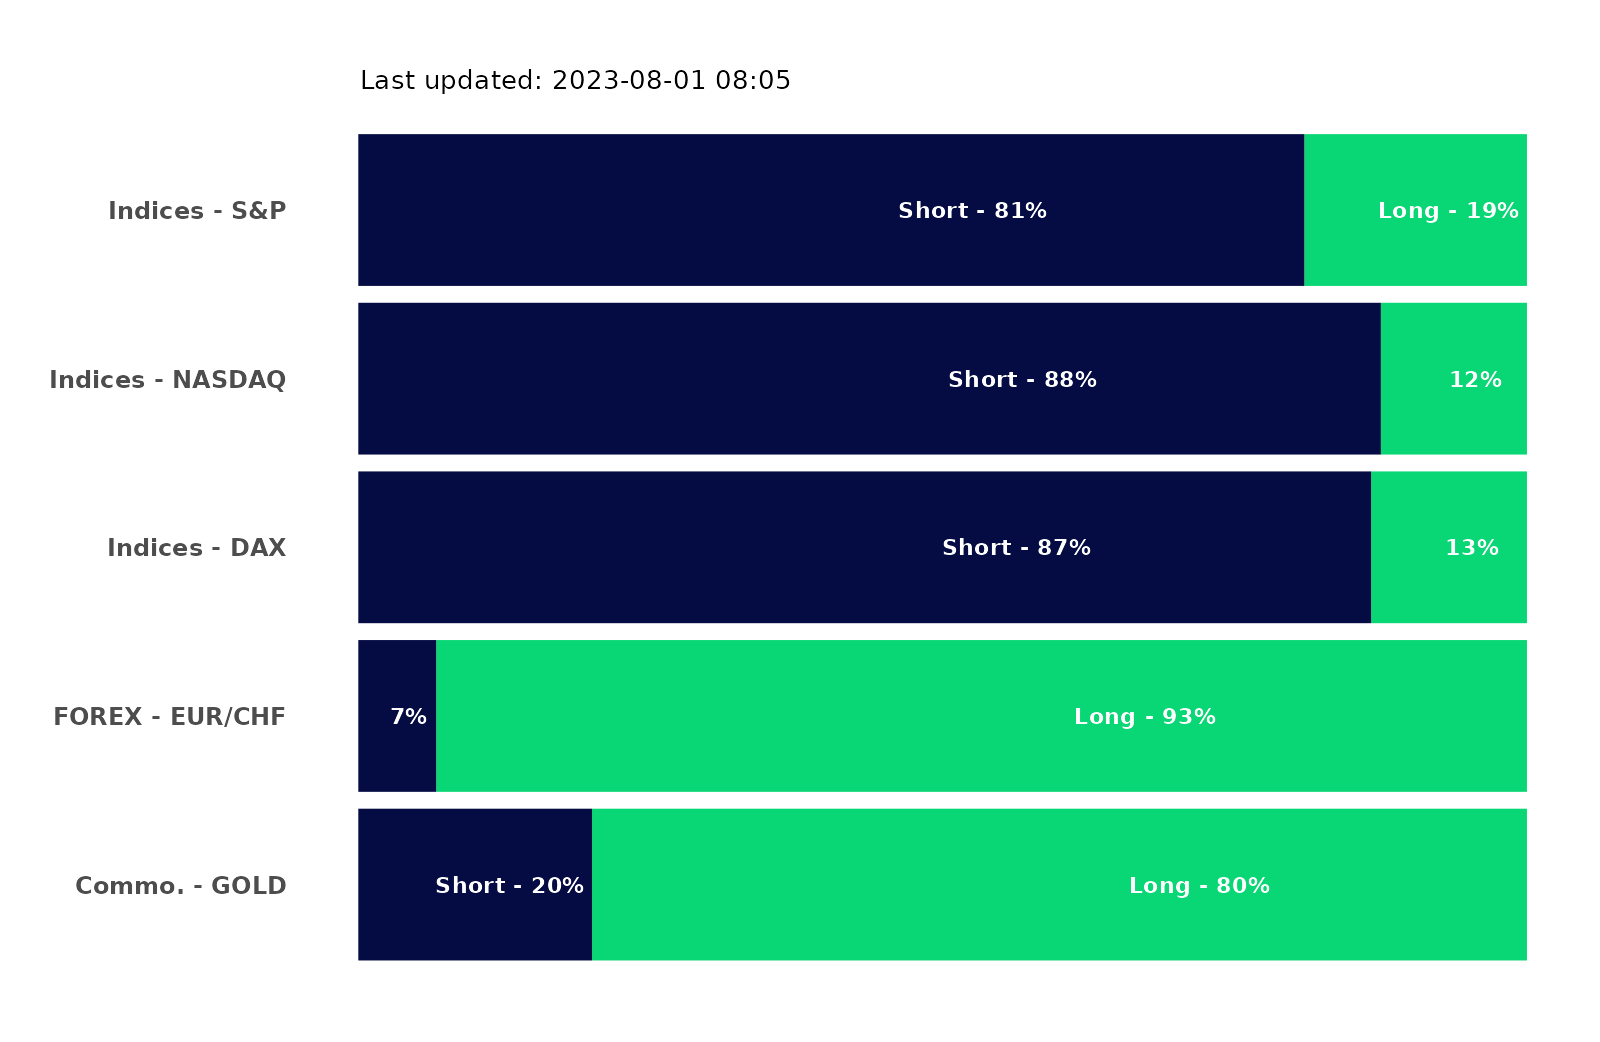 Last updated: 2023-08-01 08:05
Indices - S&P
Short - 81%
Long - 19%
Indices - NASDAQ
Short - 88%
12%
Indices - DAX
Short - 87%
13%
FOREX - EUR/CHF
7%
Long - 93%
Commo. - GOLD
Short - 20%
Long - 80%